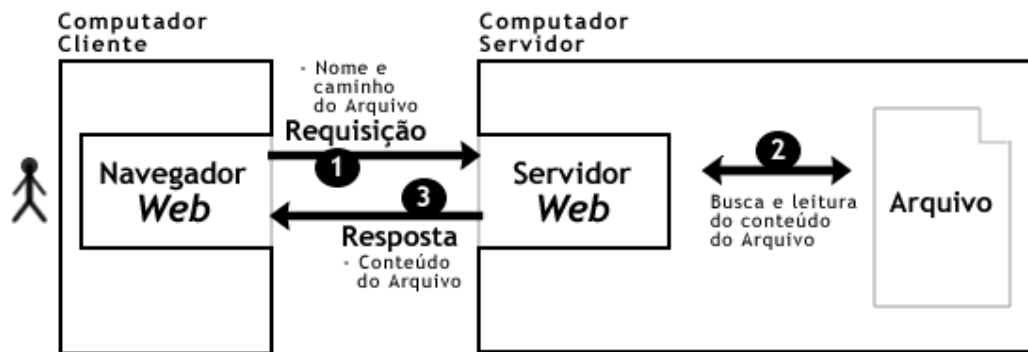 Computador
Cliente
Computador
Servidor
- Nome e
caminho
do Arquivo
Requisição
1
Navegador
Web
3
Resposta
- Conteúdo
do Arquivo
Servidor
Web
2
Busca e leitura
do conteúdo
do Arquivo
Arquivo